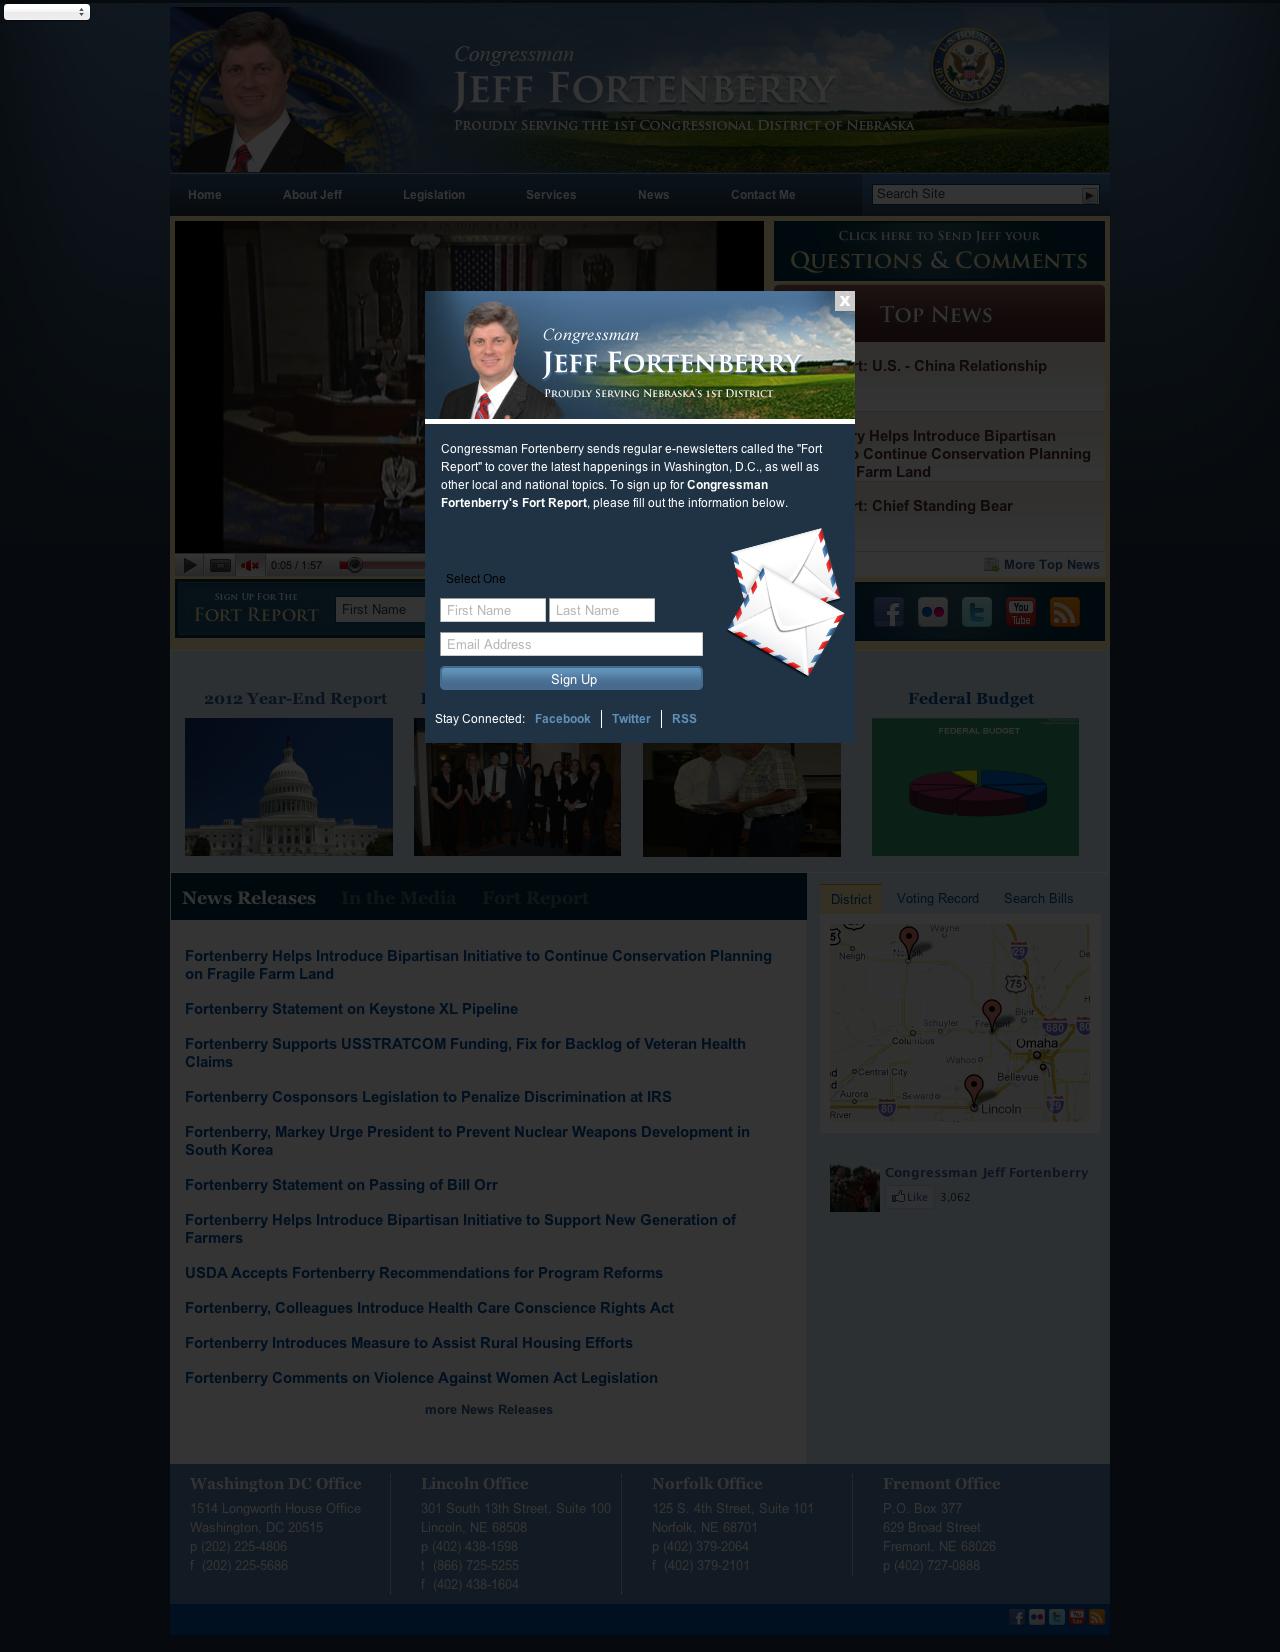 Congressman
JEFF FORTENBERRY
PROUDLY SERVING THE 1ST CONGRESSIONAL DISTRICT OF NEBRASKA
Home
About Jeff
Legislation
Services
News
Contact Me
Search Site
CLICK HERE TO SEND JEFF YOUR
QUESTIONS & COMMENTS
TOP NEWS
rt: U.S. - China Relationship
ry Helps Introduce Bipartisan
o Continue Conservation Planning
Farm Land
rt: Chief Standing Bear
More Top News
0:05 / 1:57
SIGN UP FOR THE
FORT REPORT
First Name
You
Tube
X
Congressman
JEFF FORTENBERRY
PROUDLY SERVING NEBRASKA'S 1ST DISTRICT
Congressman Fortenberry sends regular e-newsletters called the "Fort
Report" to cover the latest happenings in Washington, D.C., as well as
other local and national topics. To sign up for Congressman
Fortenberry's Fort Report, please fill out the information below.
Select One
First Name
Last Name
Email Address
Sign Up
Stay Connected: Facebook Twitter RSS
2012 Year-End Report
Federal Budget
FEDERAL BUDGET
News Releases
In the Media
Fort Report
Fortenberry Helps Introduce Bipartisan Initiative to Continue Conservation Planning
on Fragile Farm Land
Fortenberry Statement on Keystone XL Pipeline
Fortenberry Supports USSTRATCOM Funding, Fix for Backlog of Veteran Health
Claims
Fortenberry Cosponsors Legislation to Penalize Discrimination at IRS
Fortenberry, Markey Urge President to Prevent Nuclear Weapons Development in
South Korea
Fortenberry Statement on Passing of Bill Orr
Fortenberry Helps Introduce Bipartisan Initiative to Support New Generation of
Farmers
USDA Accepts Fortenberry Recommendations for Program Reforms
Fortenberry, Colleagues Introduce Health Care Conscience Rights Act
Fortenberry Introduces Measure to Assist Rural Housing Efforts
Fortenberry Comments on Violence Against Women Act Legislation
more News Releases
District
Voting Record
Search Bills
Wayne
Neligh
29
75
Schuyler
Blair
680
80
Columbus
Omaha
Wahoo
Central City
Bellevue
Aurora
Seward
River
80
Lincoln
29
Congressman Jeff Fortenberry
Like
3,062
Washington DC Office
1514 Longworth House Office
Washington, DC 20515
p (202) 225-4806
f (202) 225-5686
Lincoln Office
301 South 13th Street, Suite 100
Lincoln, NE 68508
p (402) 438-1598
t (866) 725-5255
f (402) 438-1604
Norfolk Office
125 S. 4th Street, Suite 101
Norfolk, NE 68701
p (402) 379-2064
f (402) 379-2101
Fremont Office
P.O. Box 377
629 Broad Street
Fremont, NE 68026
p (402) 727-0888